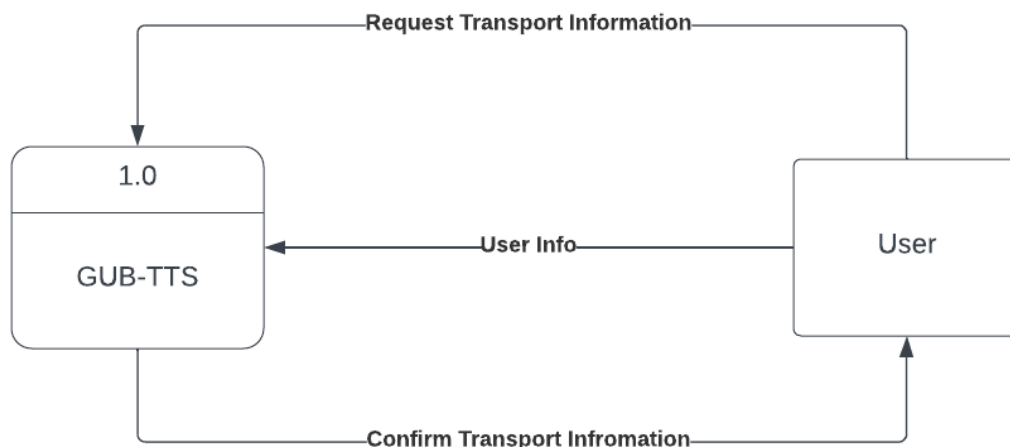 Request Transport Information
1.0
GUB-TTS
User Info
User
Confirm Transport Infromation